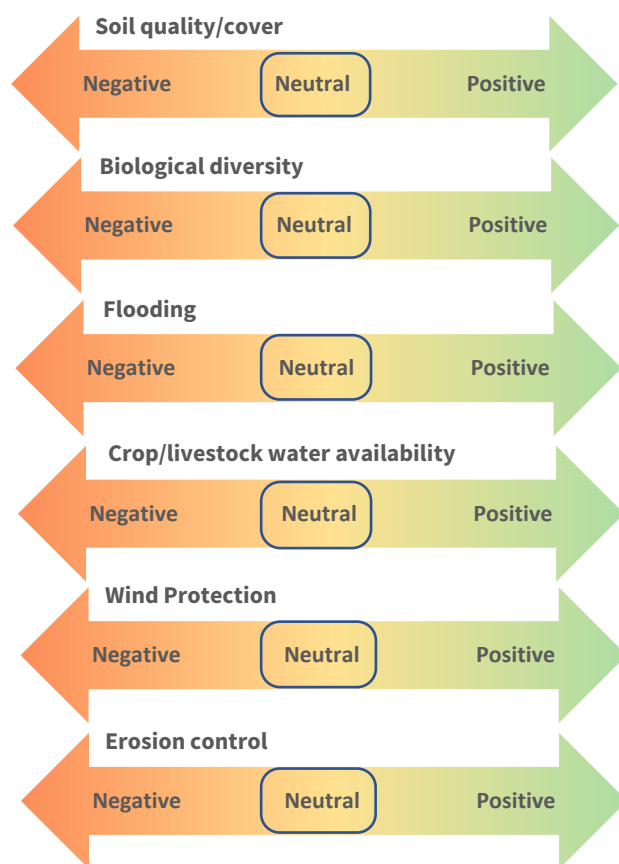 Soil quality/cover
Negative Neutral Positive
Biological diversity
Negative Neutral Positive
Flooding
Negative Neutral Positive
Crop/livestock water availability
Negative Neutral Positive
Wind Protection
Negative Neutral Positive
Erosion control
Negative Neutral Positive